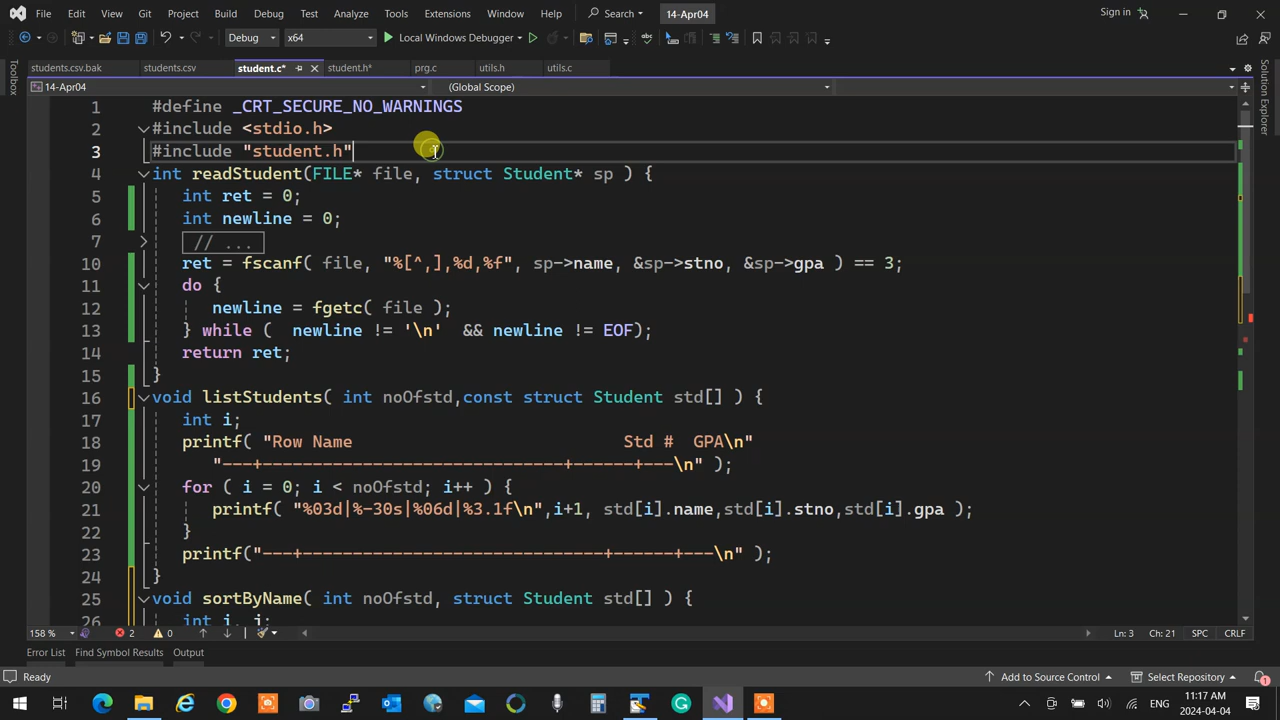 File Edit View Git Project Build Debug Test Analyze Tools Extensions Window Help Search 14-Apr04 Sign in
Debug x64 Local Windows Debugger
students.csv.bak students.csv student.c* student.h* prg.c utils.h utils.c
14-Apr04 (Global Scope)
Toolbox
Solution Explorer
1 #define _CRT_SECURE_NO_WARNINGS
2 #include <stdio.h>
3 #include "student.h"
4 int readStudent(FILE* file, struct Student* sp ) {
5 int ret = 0;
6 int newline = 0;
7 // ...
10 ret = fscanf( file, "%[^,],%d,%f", sp->name, &sp->stno, &sp->gpa ) == 3;
11 do {
12 newline = fgetc( file );
13 } while (  newline != '\n'  && newline != EOF);
14 return ret;
15 }
16 void listStudents( int noOfstd,const struct Student std[] ) {
17 int i;
18 printf( "Row Name                           Std #  GPA\n"
19 "---+------------------------------+------+---\n" );
20 for ( i = 0; i < noOfstd; i++ ) {
21 printf( "%03d|%-30s|%06d|%3.1f\n",i+1, std[i].name,std[i].stno,std[i].gpa );
22 }
23 printf("---+------------------------------+------+---\n" );
24 }
25 void sortByName( int noOfstd, struct Student std[] ) {
26 int i, j;
158 % 2 0 Ln: 3 Ch: 21 SPC CRLF
Error List Find Symbol Results Output
Ready Add to Source Control Select Repository 1
ENG 11:17 AM
2024-04-04